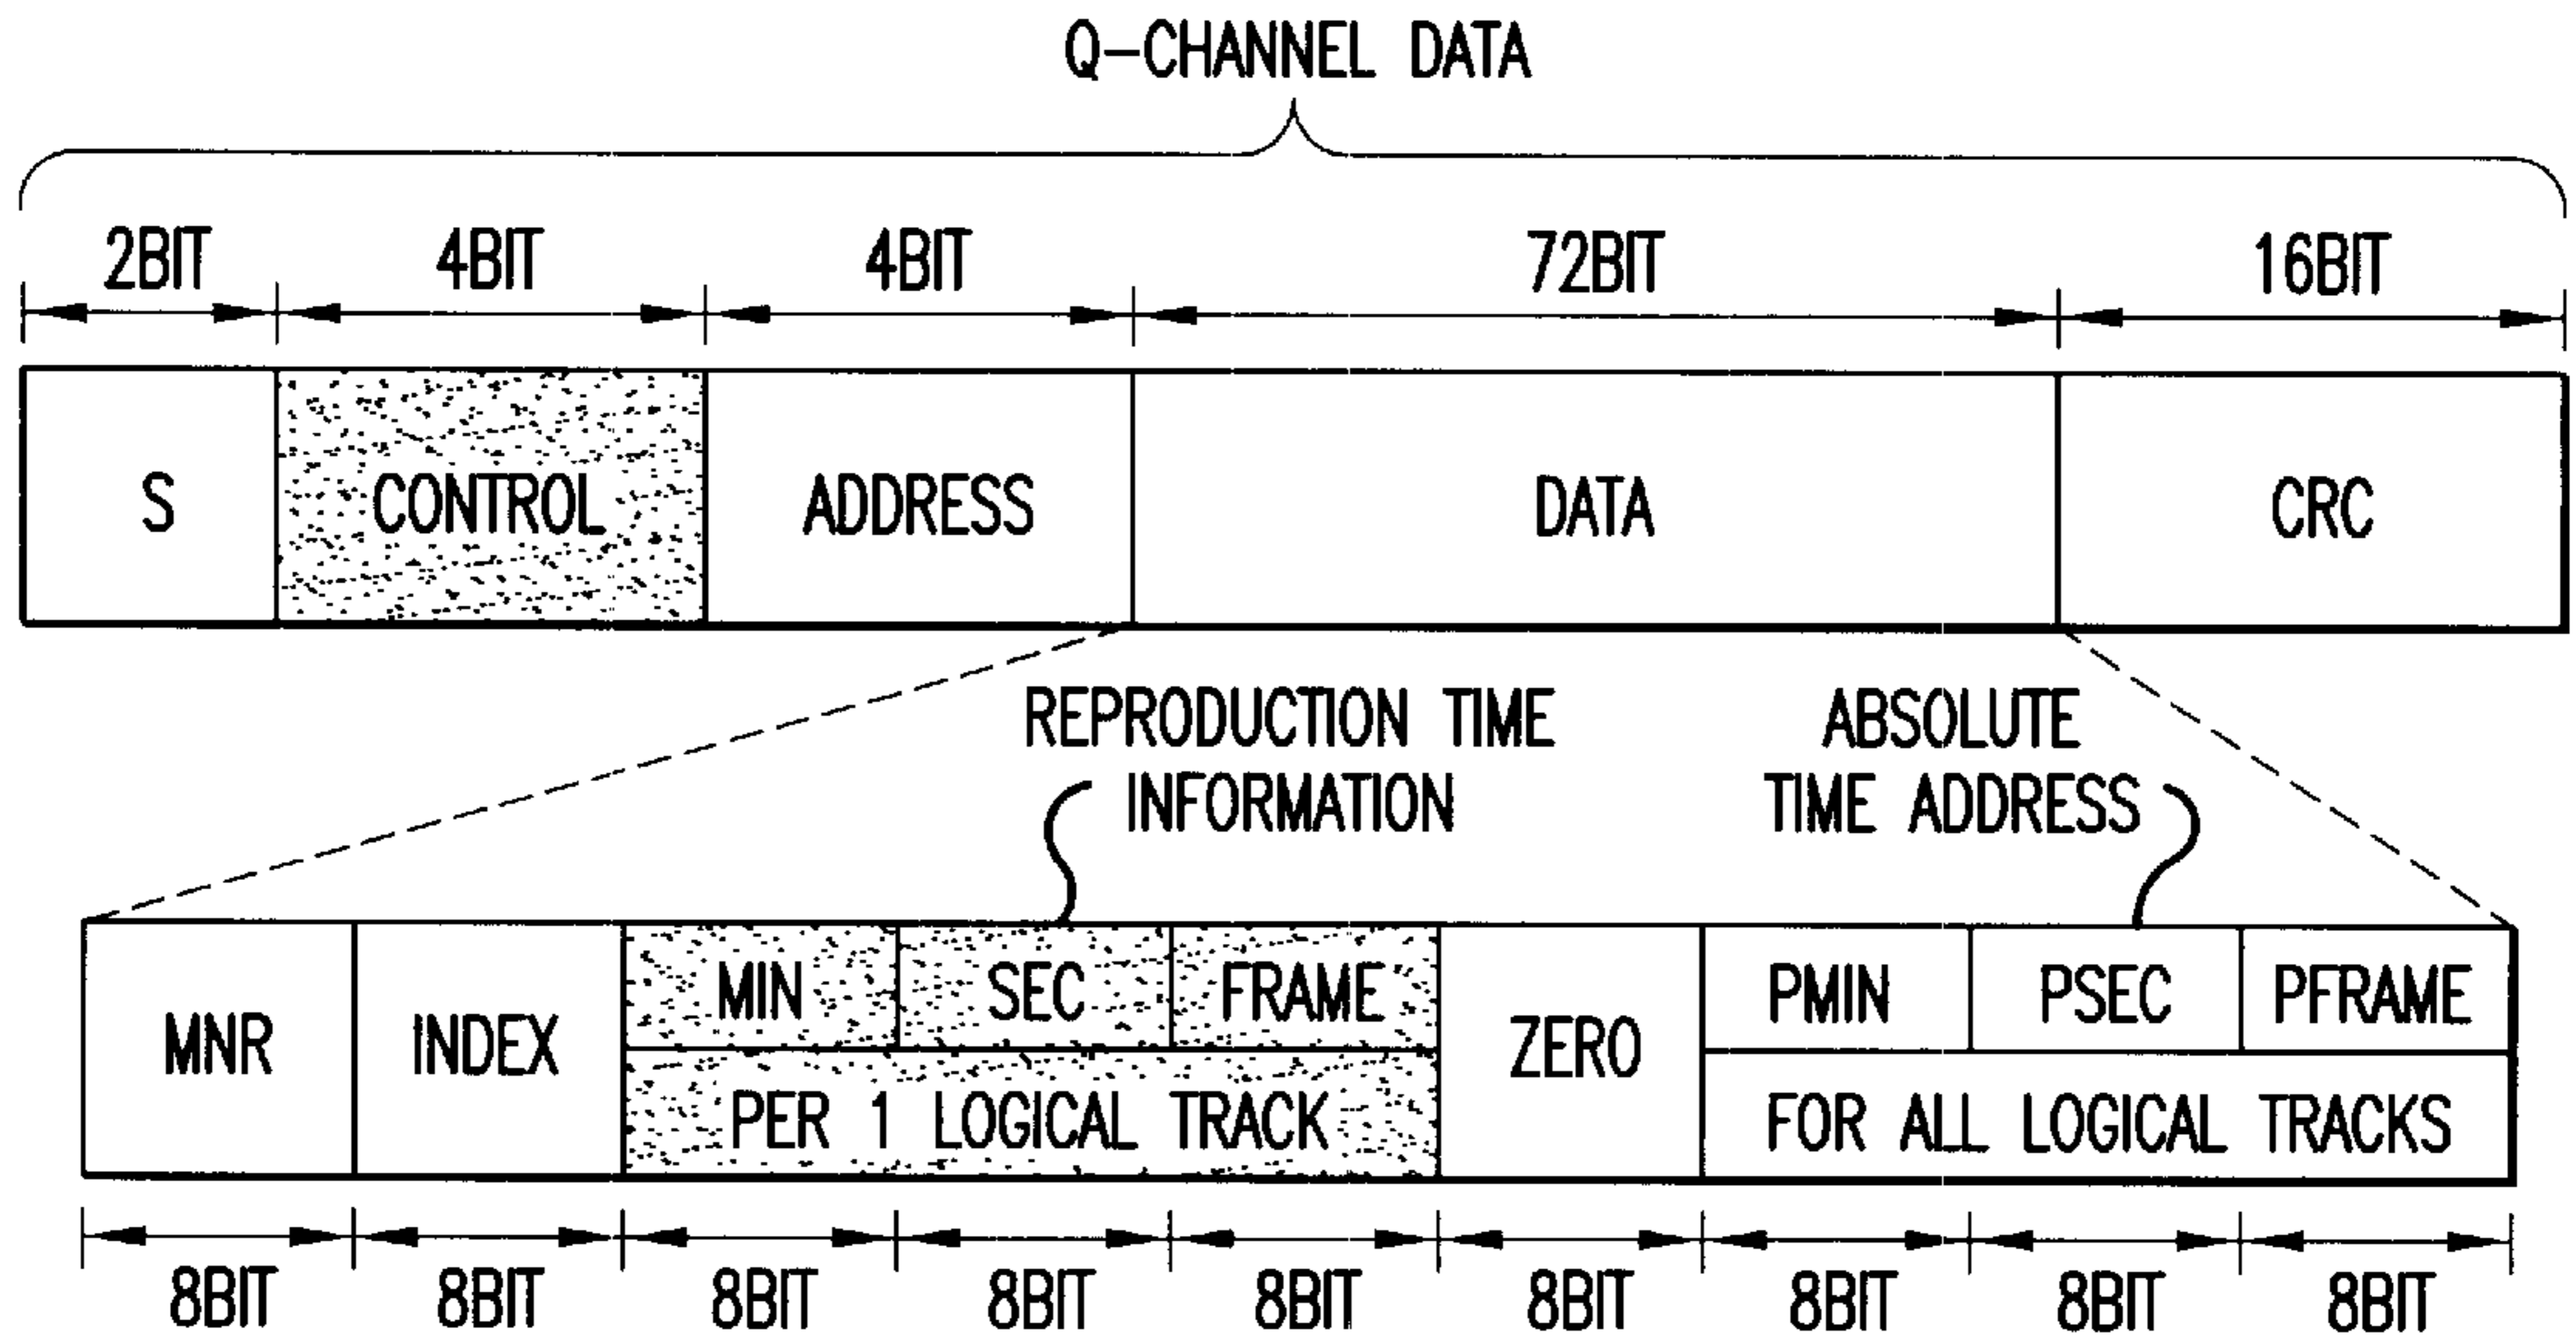 Q-CHANNEL DATA
2BIT 4BIT 4BIT 72BIT 16BIT
S CONTROL ADDRESS DATA CRC
REPRODUCTION TIME INFORMATION
ABSOLUTE TIME ADDRESS
MNR INDEX MIN SEC FRAME ZERO PMIN PSEC PFRAME
PER 1 LOGICAL TRACK FOR ALL LOGICAL TRACKS
8BIT 8BIT 8BIT 8BIT 8BIT 8BIT 8BIT 8BIT 8BIT